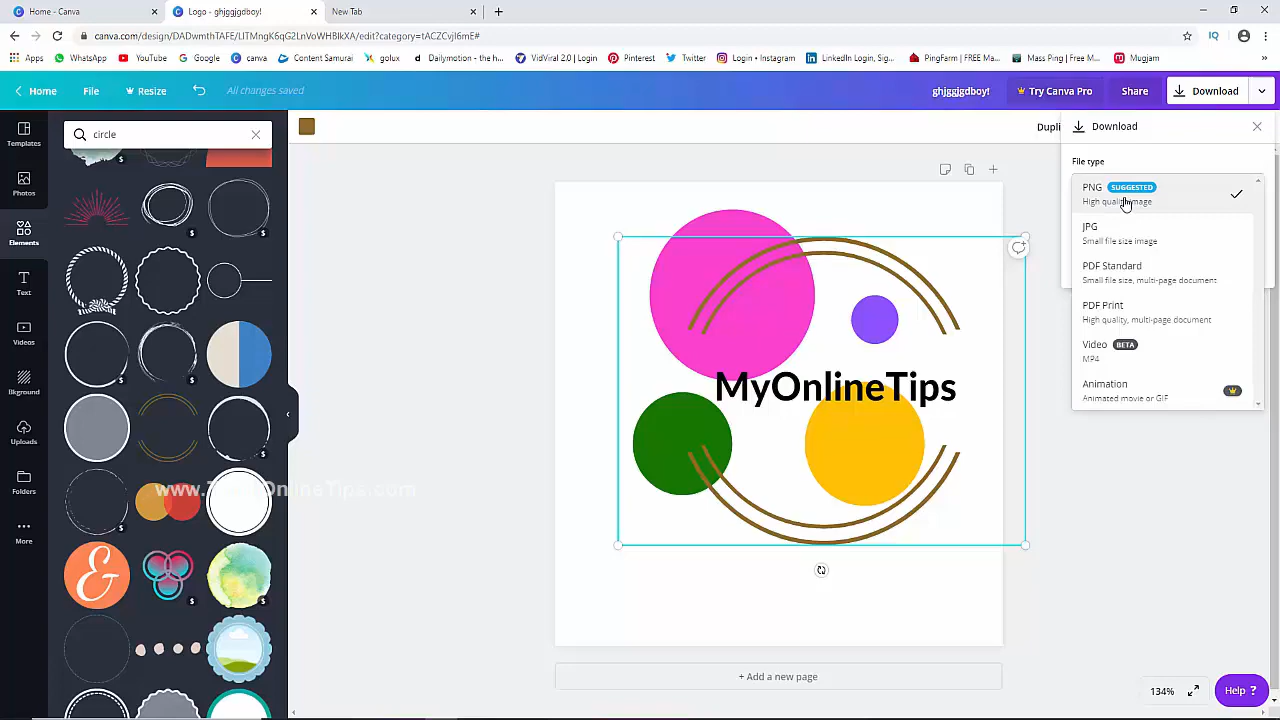 Home - Canva
Logo - ghjgjgdboy!
New Tab
canva.com/design/DADwmthTAFE/LITMngK6qG2LnVoWHBlkXA/edit?category=tACZCvjI6mE#
Apps
WhatsApp
YouTube
Google
canva
Content Samurai
golux
Dailymotion - the h...
VidViral 2.0 | Login
Pinterest
Twitter
Login • Instagram
LinkedIn Login, Sig...
PingFarm | FREE Ma...
Mass Ping | Free M...
Mugjam
Home
File
Resize
All changes saved
ghjgjgdboy!
Try Canva Pro
Share
Download
circle
Dupli
Download
File type
PNG SUGGESTED
High quality image
JPG
Small file size image
PDF Standard
Small file size, multi-page document
PDF Print
High quality, multi-page document
Video BETA
MP4
Animation
Animated movie or GIF
Templates
Photos
Elements
Text
Videos
Bkground
Uploads
Folders
More
&
MyOnlineTips
+ Add a new page
134%
Help ?